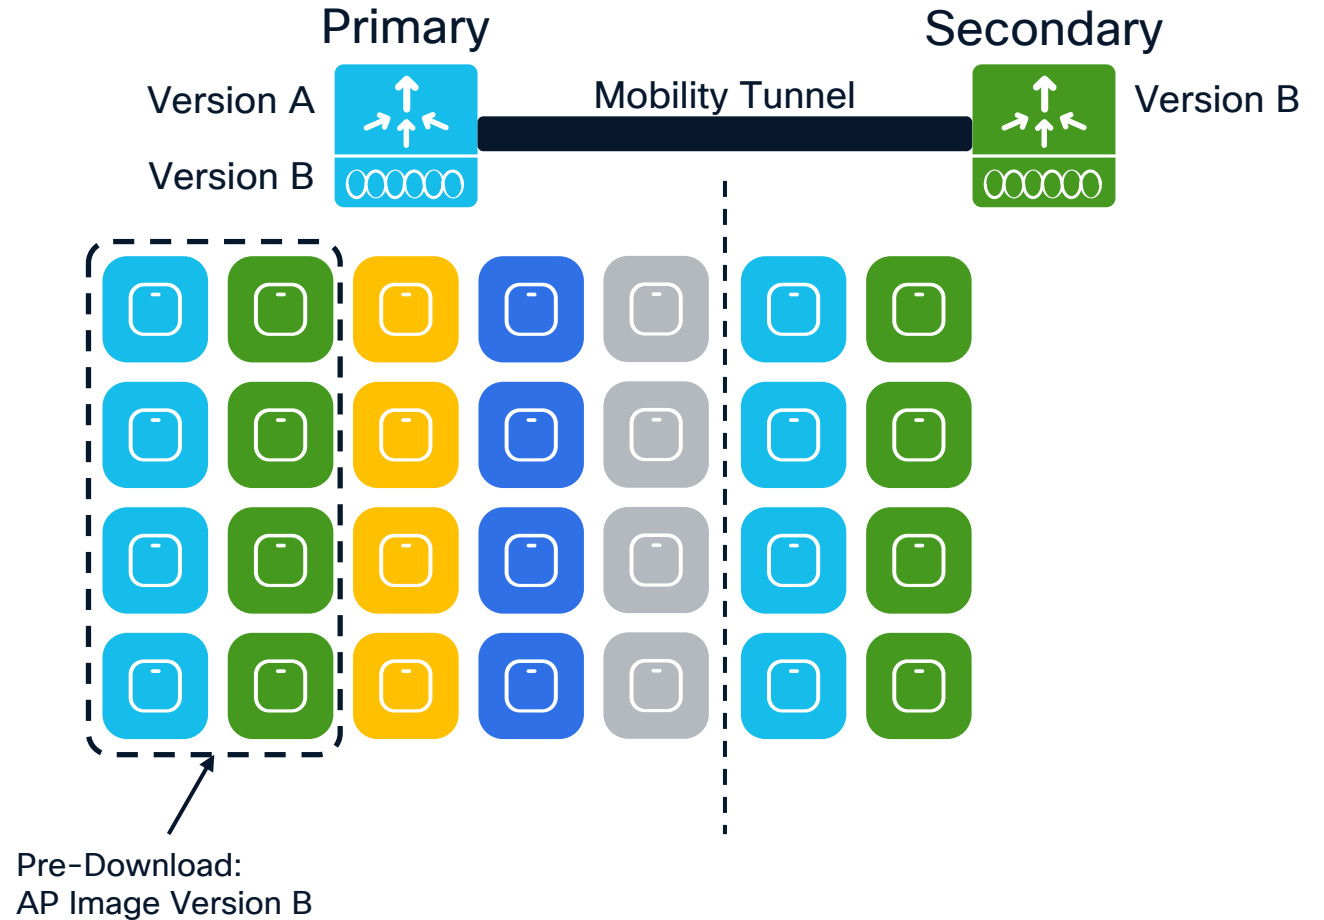 Primary
Secondary
Version A
Mobility Tunnel
Version B
Version B
Pre-Download:
AP Image Version B